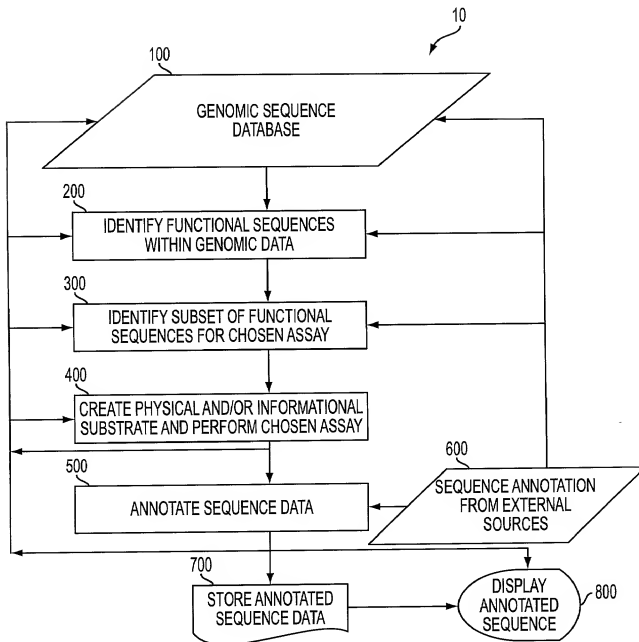 10
100
GENOMIC SEQUENCE
DATABASE
200
IDENTIFY FUNCTIONAL SEQUENCES
WITHIN GENOMIC DATA
300
IDENTIFY SUBSET OF FUNCTIONAL
SEQUENCES FOR CHOSEN ASSAY
400
CREATE PHYSICAL AND/OR INFORMATIONAL
SUBSTRATE AND PERFORM CHOSEN ASSAY
500
ANNOTATE SEQUENCE DATA
600
SEQUENCE ANNOTATION
FROM EXTERNAL
SOURCES
700
STORE ANNOTATED
SEQUENCE DATA
DISPLAY
ANNOTATED
SEQUENCE
800